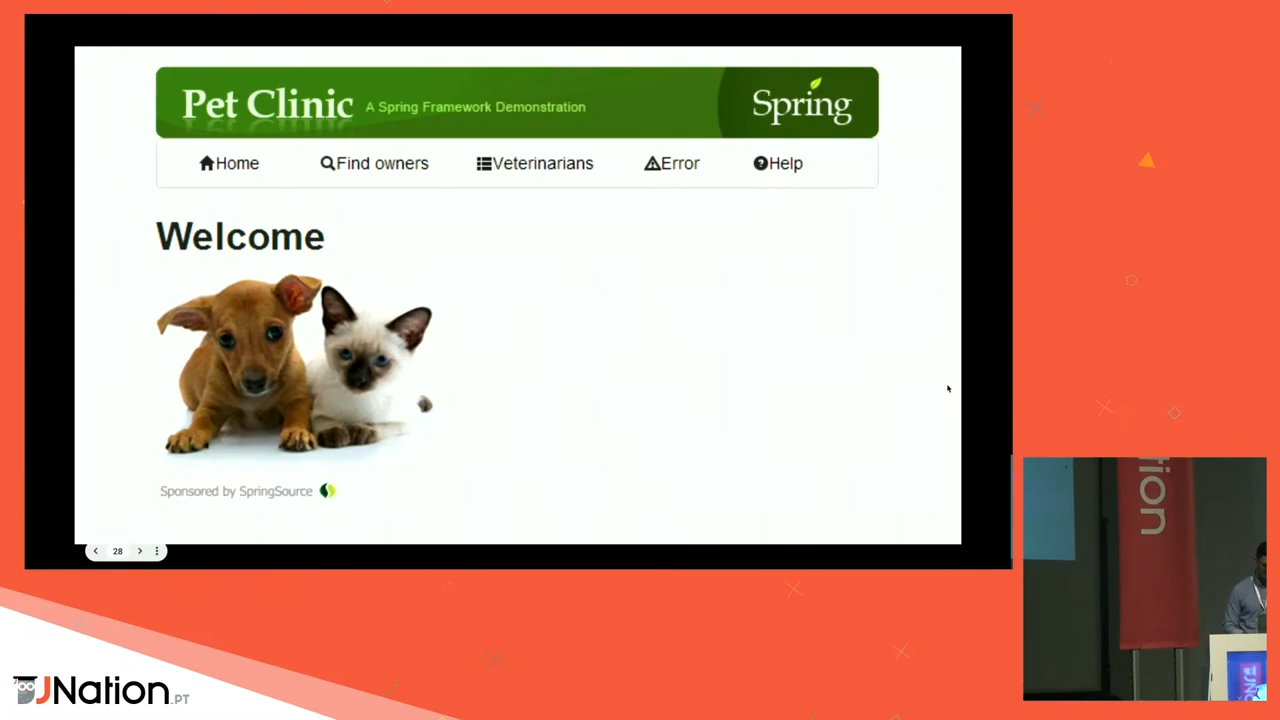 Pet Clinic A Spring Framework Demonstration Spring
Home Find owners Veterinarians Error Help
Welcome
Sponsored by SpringSource
28
JNation.PT
tion